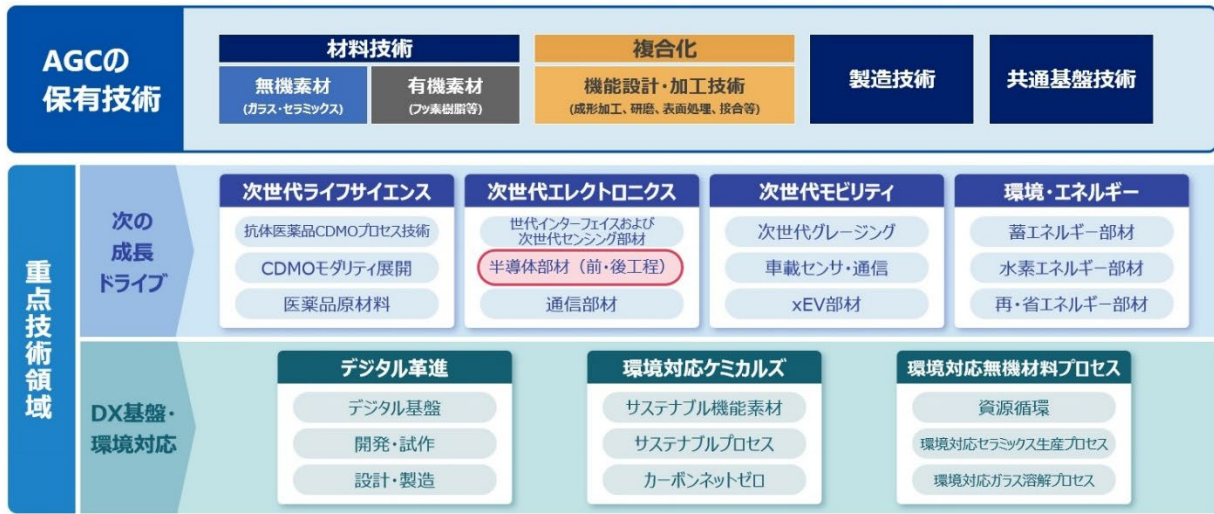 AGCの
保有技術
材料技術
無機素材
(ガラス・セラミックス)
有機素材
(フッ素樹脂等)
複合化
機能設計・加工技術
(成形加工、研磨、表面処理、接合等)
製造技術
共通基盤技術
重点技術領域
次の
成長
ドライブ
次世代ライフサイエンス
抗体医薬品CDMOプロセス技術
CDMOモダリティ展開
医薬品原材料
次世代エレクトロニクス
世代インターフェイスおよび
次世代センシング部材
半導体部材（前・後工程）
通信部材
次世代モビリティ
次世代グレージング
車載センサ・通信
xEV部材
環境・エネルギー
蓄エネルギー部材
水素エネルギー部材
再・省エネルギー部材
DX基盤・
環境対応
デジタル革進
デジタル基盤
開発・試作
設計・製造
環境対応ケミカルズ
サステナブル機能素材
サステナブルプロセス
カーボンネットゼロ
環境対応無機材料プロセス
資源循環
環境対応セラミックス生産プロセス
環境対応ガラス溶解プロセス